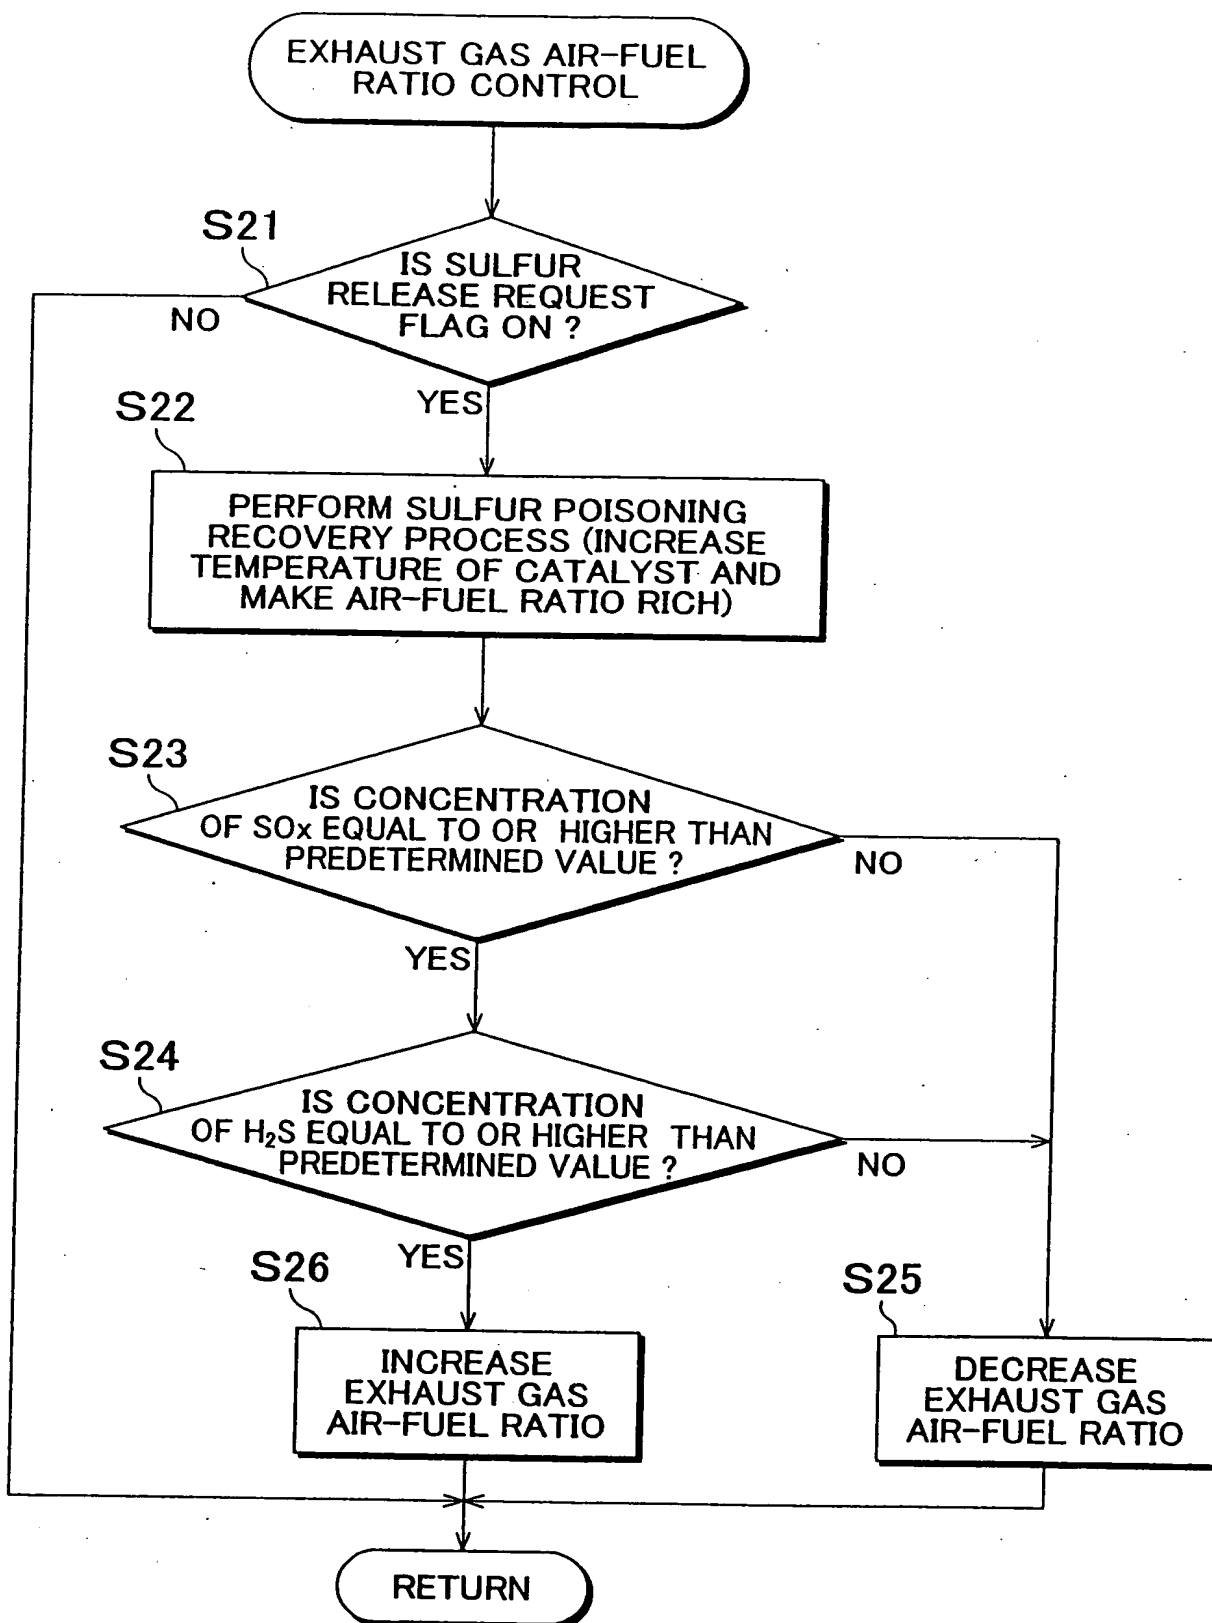 EXHAUST GAS AIR-FUEL
RATIO CONTROL
S21
IS SULFUR
RELEASE REQUEST
FLAG ON ?
NO
YES
S22
PERFORM SULFUR POISONING
RECOVERY PROCESS (INCREASE
TEMPERATURE OF CATALYST AND
MAKE AIR-FUEL RATIO RICH)
S23
IS CONCENTRATION
OF SOx EQUAL TO OR HIGHER THAN
PREDETERMINED VALUE ?
NO
YES
S24
IS CONCENTRATION
OF H₂S EQUAL TO OR HIGHER THAN
PREDETERMINED VALUE ?
NO
YES
S26
INCREASE
EXHAUST GAS
AIR-FUEL RATIO
S25
DECREASE
EXHAUST GAS
AIR-FUEL RATIO
RETURN